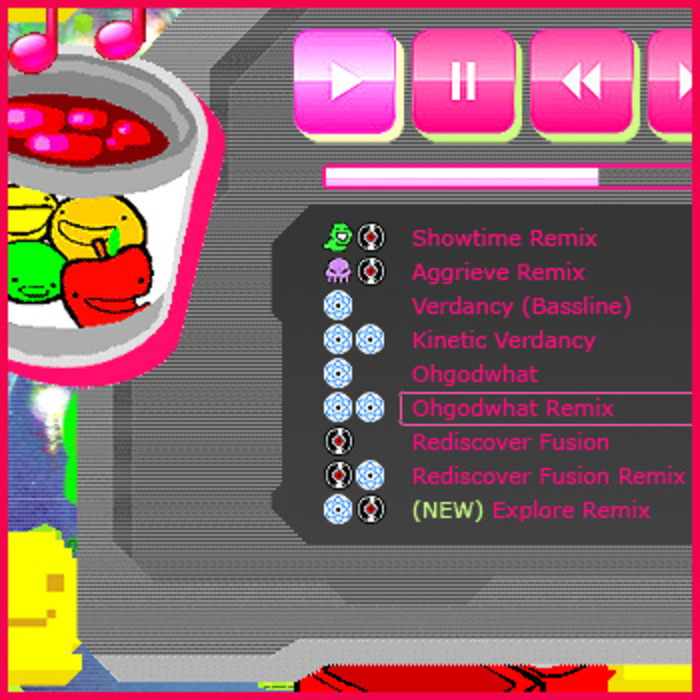 Showtime Remix
Aggrieve Remix
Verdancy (Bassline)
Kinetic Verdancy
Ohgodwhat
Ohgodwhat Remix
Rediscover Fusion
Rediscover Fusion Remix
(NEW) Explore Remix